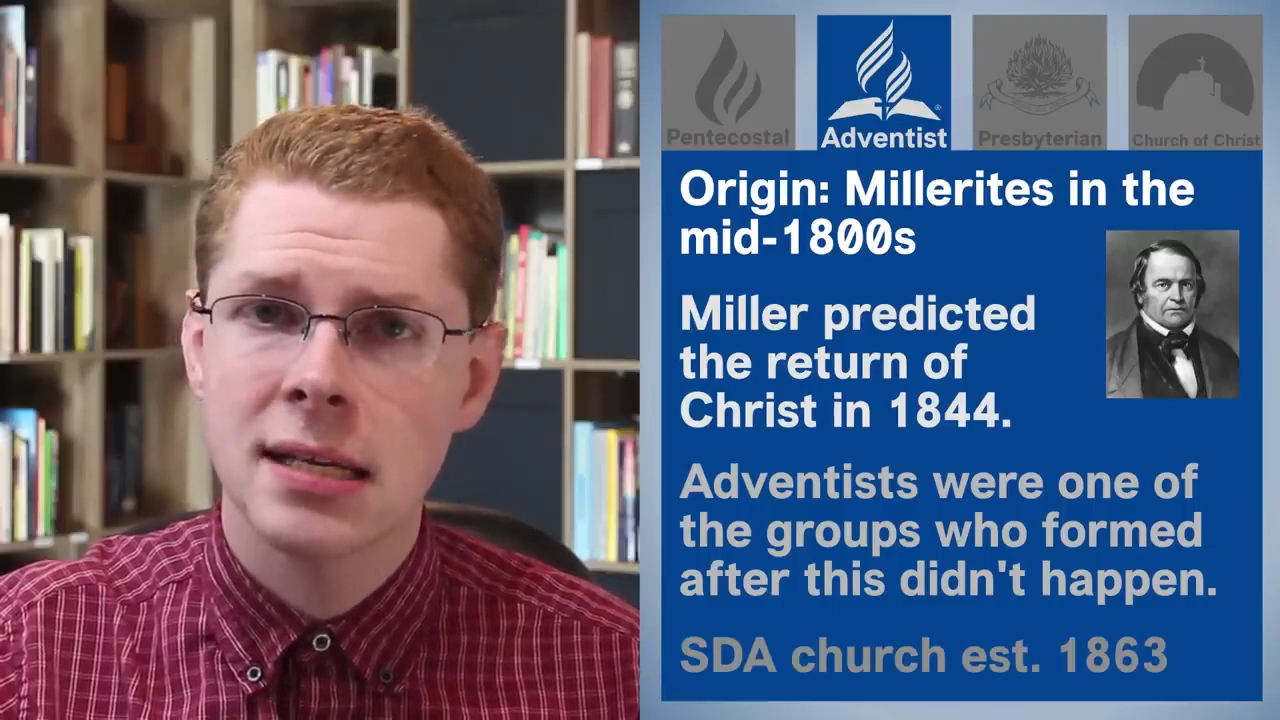 Pentecostal
Adventist
Presbyterian
Church of Christ
Origin: Millerites in the
mid-1800s
Miller predicted
the return of
Christ in 1844.
Adventists were one of
the groups who formed
after this didn't happen.
SDA church est. 1863